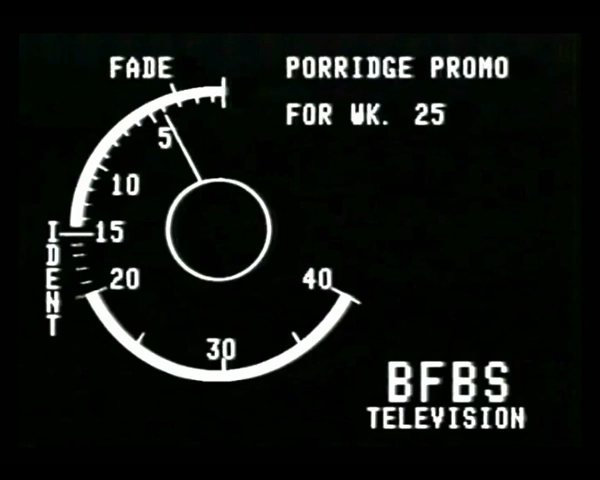 FADE
PORRIDGE PROMO
FOR WK. 25
5
10
15
20
30
40
IDENT
BFBS
TELEVISION